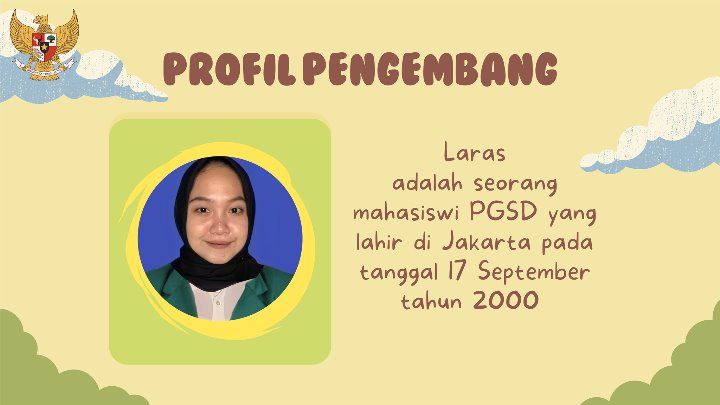 PROFIL PENGEMBANG
Laras
adalah seorang
mahasiswi PGSD yang
lahir di Jakarta pada
tanggal 17 September
tahun 2000